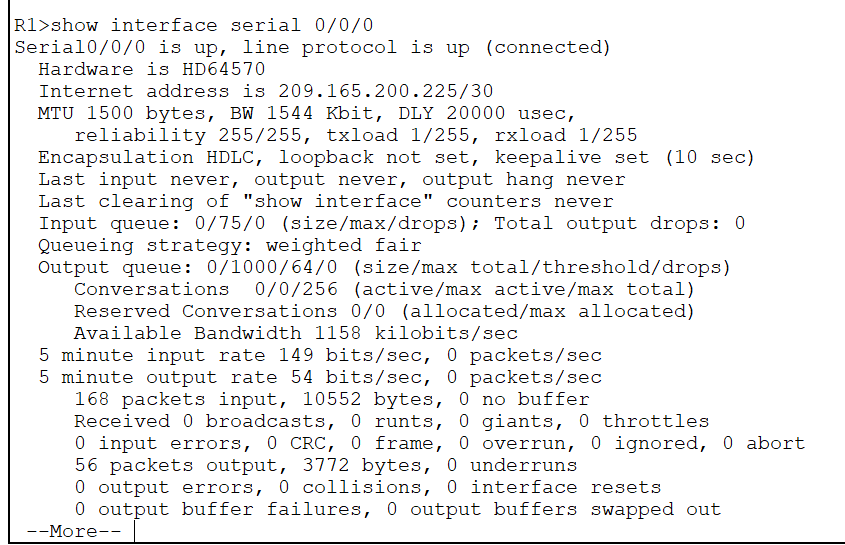 R1>show interface serial 0/0/0
Serial0/0/0 is up, line protocol is up (connected)
  Hardware is HD64570
  Internet address is 209.165.200.225/30
  MTU 1500 bytes, BW 1544 Kbit, DLY 20000 usec,
     reliability 255/255, txload 1/255, rxload 1/255
  Encapsulation HDLC, loopback not set, keepalive set (10 sec)
  Last input never, output never, output hang never
  Last clearing of "show interface" counters never
  Input queue: 0/75/0 (size/max/drops); Total output drops: 0
  Queueing strategy: weighted fair
  Output queue: 0/1000/64/0 (size/max total/threshold/drops)
     Conversations  0/0/256 (active/max active/max total)
     Reserved Conversations 0/0 (allocated/max allocated)
     Available Bandwidth 1158 kilobits/sec
  5 minute input rate 149 bits/sec, 0 packets/sec
  5 minute output rate 54 bits/sec, 0 packets/sec
     168 packets input, 10552 bytes, 0 no buffer
     Received 0 broadcasts, 0 runts, 0 giants, 0 throttles
     0 input errors, 0 CRC, 0 frame, 0 overrun, 0 ignored, 0 abort
     56 packets output, 3772 bytes, 0 underruns
     0 output errors, 0 collisions, 0 interface resets
     0 output buffer failures, 0 output buffers swapped out
 --More--